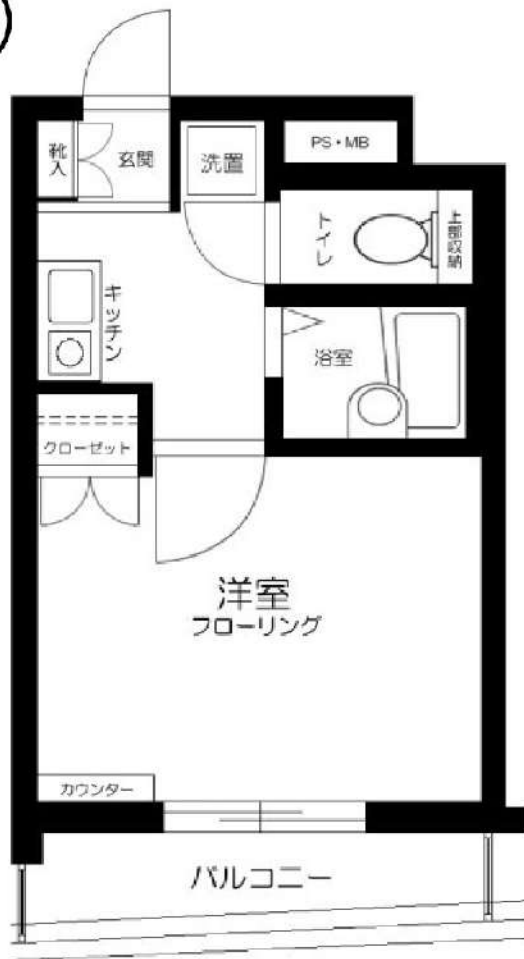 靴入
玄関
洗置
PS・MB
トイレ
上部収納
キッチン
浴室
クローゼット
洋室
フローリング
カウンター
バルコニー